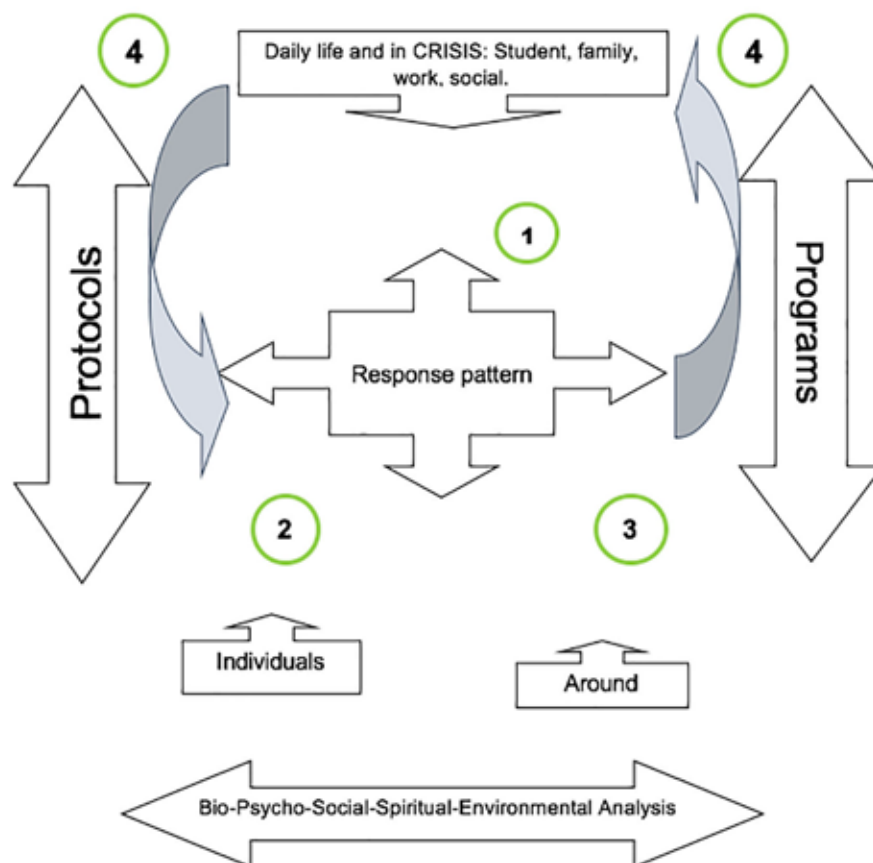 4
Daily life and in CRISIS: Student, family,
work, social.
4
1
Protocols
Programs
Response pattern
2
3
Individuals
Around
Bio-Psycho-Social-Spiritual-Environmental Analysis